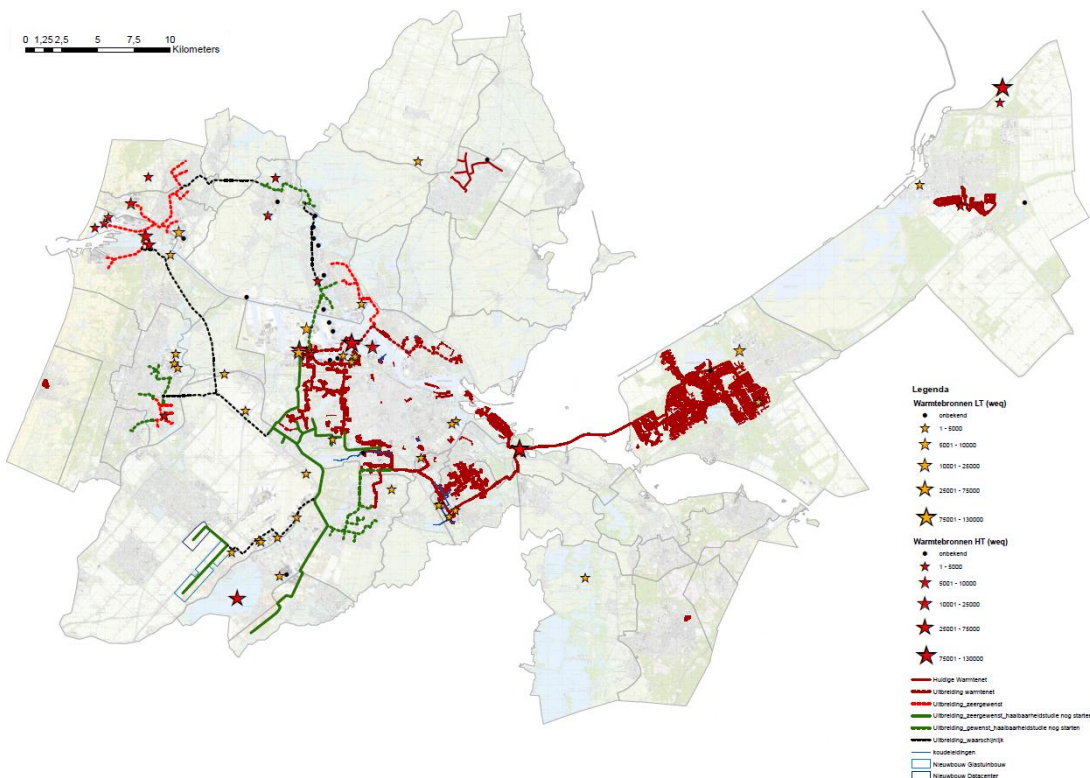 0 1,25 2,5 5 7,5 10
Kilometers
Legenda
Warmtebronnen LT (weq)
onbekend
1 - 5000
5001 - 10000
10001 - 25000
25001 - 75000
75001 - 130000
Warmtebronnen HT (weq)
onbekend
1 - 5000
5001 - 10000
10001 - 25000
25001 - 75000
75001 - 130000
Huidige Warmtenet
Uitbreiding warmtenet
Uitbreiding_zeergewenst
Uitbreiding_zeergewenst_haalbaarheidstudie nog starten
Uitbreiding_gewenst_haalbaarheidstudie nog starten
Uitbreiding_waarschijnlijk
koudeleidingen
Nieuwbouw Glastuinbouw
Nieuwbouw Datacenter